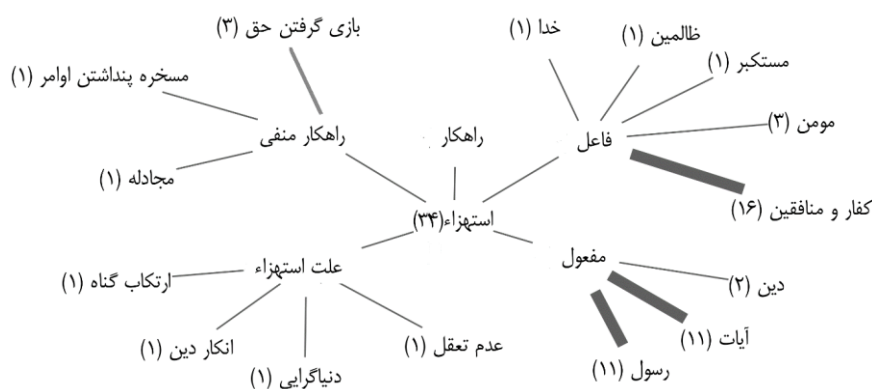 بازی گرفتن حق (۳)
خدا (۱)
ظالمین (۱)
مستکبر (۱)
مسخره پنداشتن اوامر (۱)
مومن (۳)
راهکار منفی
راهکار
فاعل
مجادله (۱)
کفار و منافقین (۱۶)
استهزاء(۳۴)
علت استهزاء
مفعول
ارتکاب گناه (۱)
دین (۲)
انکار دین (۱)
عدم تعقل (۱)
آیات (۱۱)
دنیاگرایی (۱)
رسول (۱۱)